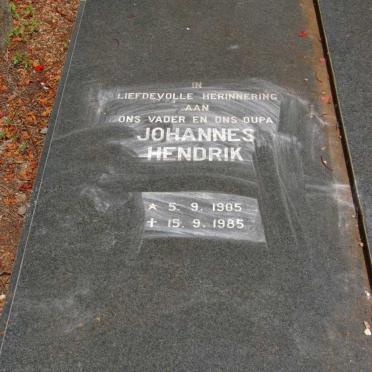 IN
LIEFDEVOLLE HERINNERING
AAN
ONS VADER EN ONS OUPA
JOHANNES
HENDRIK
★ 5. 9. 1905
✝ 15. 9. 1985